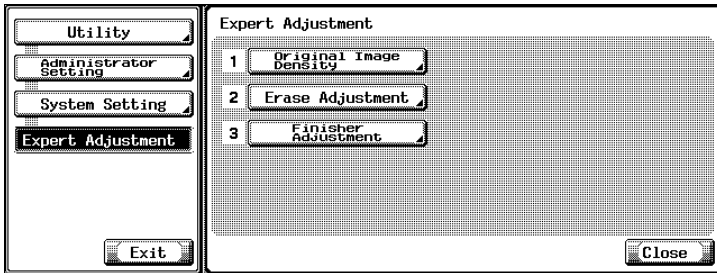 Utility
Administrator
Setting
System Setting
Expert Adjustment
Exit
Expert Adjustment
1 Original Image
Density
2 Erase Adjustment
3 Finisher
Adjustment
Close